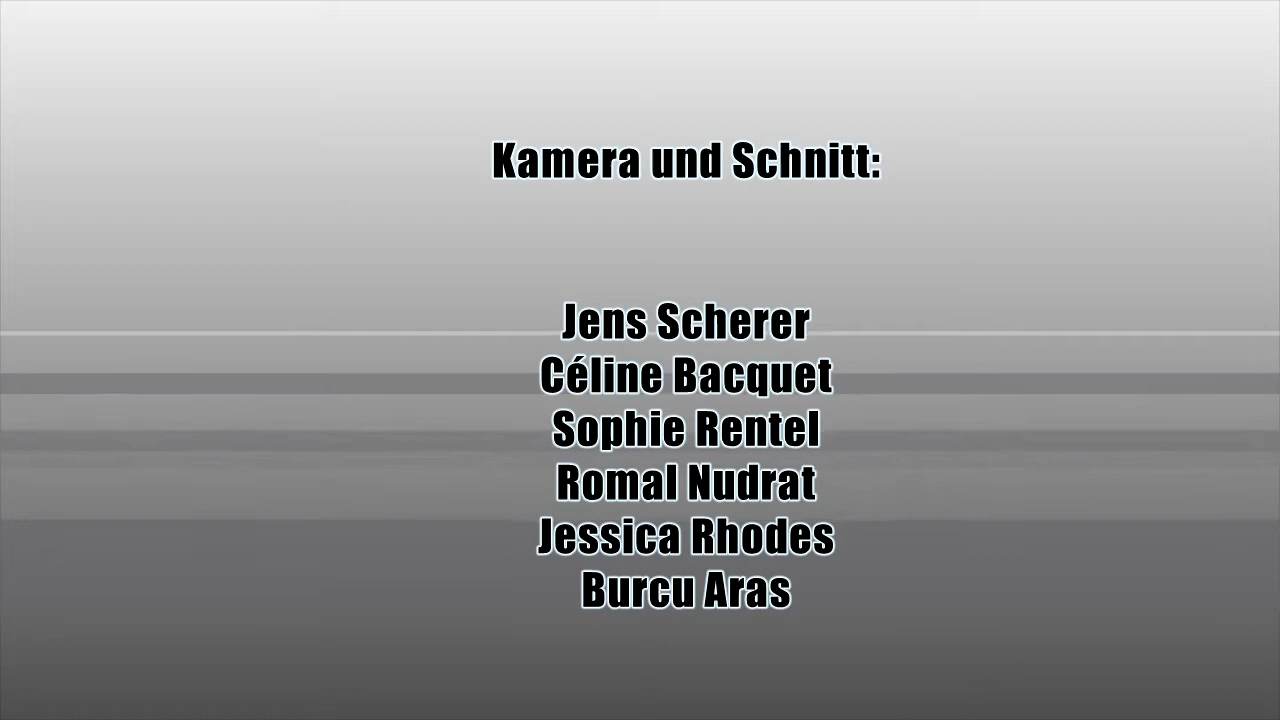 Kamera und Schnitt:
Jens Scherer
Céline Bacquet
Sophie Rentel
Romal Nudrat
Jessica Rhodes
Burcu Aras